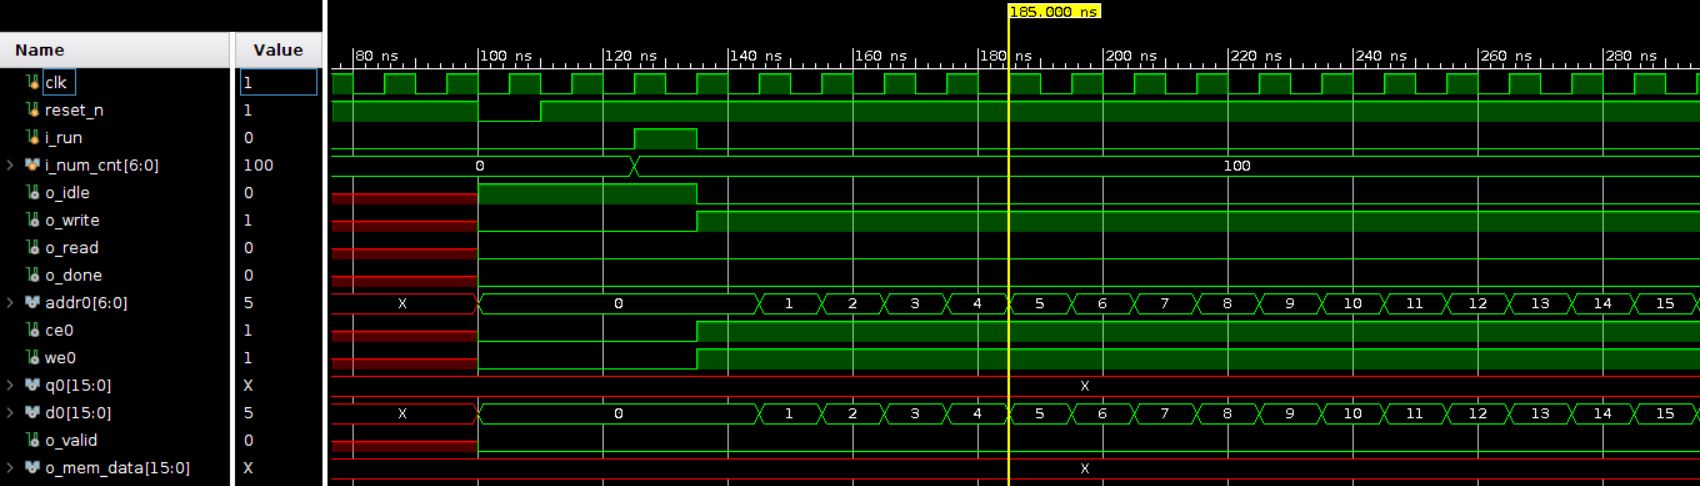 185.000 ns
Name Value 80 ns 100 ns 120 ns 140 ns 160 ns 180 ns 200 ns 220 ns 240 ns 260 ns 280 ns
clk 1
reset_n 1
i_run 0
i_num_cnt[6:0] 100 0 100
o_idle 0
o_write 1
o_read 0
o_done 0
addr0[6:0] 5 X 0 1 2 3 4 5 6 7 8 9 10 11 12 13 14 15
ce0 1
we0 1
q0[15:0] X X
d0[15:0] 5 X 0 1 2 3 4 5 6 7 8 9 10 11 12 13 14 15
o_valid 0
o_mem_data[15:0] X X